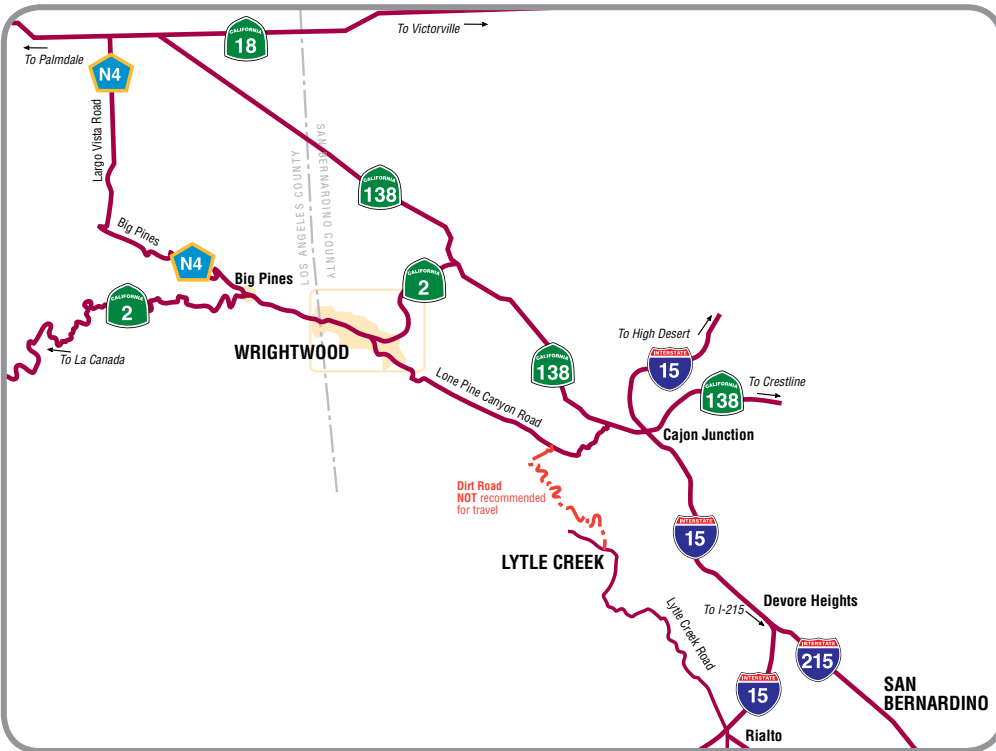 CALIFORNIA
18
To Victorville
To Palmdale
N4
Largo Vista Road
LOS ANGELES COUNTY
SAN BERNARDINO COUNTY
CALIFORNIA
138
Big Pines
N4
Big Pines
CALIFORNIA
2
CALIFORNIA
2
To La Canada
WRIGHTWOOD
Lone Pine Canyon Road
CALIFORNIA
138
To High Desert
INTERSTATE
15
To Crestline
CALIFORNIA
138
Cajon Junction
Dirt Road
NOT recommended
for travel
INTERSTATE
15
LYTLE CREEK
Devore Heights
To I-215
Lytle Creek Road
INTERSTATE
215
INTERSTATE
15
SAN
BERNARDINO
Rialto